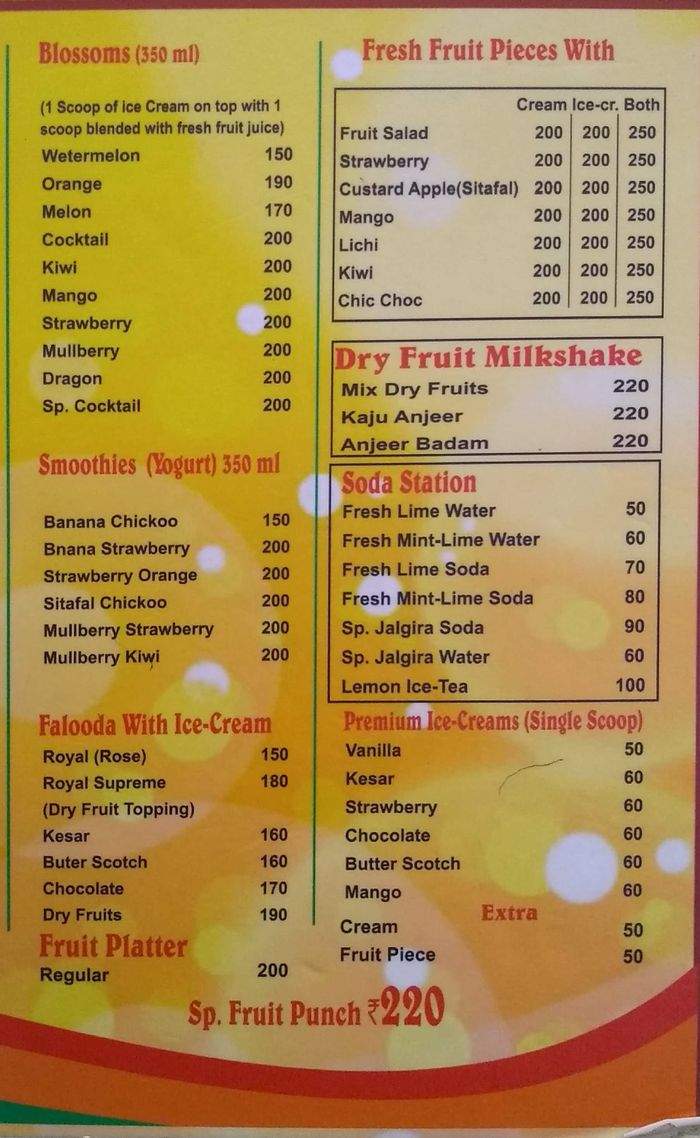 Blossoms (350 ml)
(1 Scoop of ice Cream on top with 1
scoop blended with fresh fruit juice)
Wetermelon 150
Orange 190
Melon 170
Cocktail 200
Kiwi 200
Mango 200
Strawberry 200
Mullberry 200
Dragon 200
Sp. Cocktail 200
Smoothies (Yogurt) 350 ml
Banana Chickoo 150
Bnana Strawberry 200
Strawberry Orange 200
Sitafal Chickoo 200
Mullberry Strawberry 200
Mullberry Kiwi 200
Falooda With Ice-Cream
Royal (Rose) 150
Royal Supreme 180
(Dry Fruit Topping)
Kesar 160
Buter Scotch 160
Chocolate 170
Dry Fruits 190
Fruit Platter
Regular 200
Fresh Fruit Pieces With
Cream Ice-cr. Both
Fruit Salad 200 200 250
Strawberry 200 200 250
Custard Apple(Sitafal) 200 200 250
Mango 200 200 250
Lichi 200 200 250
Kiwi 200 200 250
Chic Choc 200 200 250
Dry Fruit Milkshake
Mix Dry Fruits 220
Kaju Anjeer 220
Anjeer Badam 220
Soda Station
Fresh Lime Water 50
Fresh Mint-Lime Water 60
Fresh Lime Soda 70
Fresh Mint-Lime Soda 80
Sp. Jalgira Soda 90
Sp. Jalgira Water 60
Lemon Ice-Tea 100
Premium Ice-Creams (Single Scoop)
Vanilla 50
Kesar 60
Strawberry 60
Chocolate 60
Butter Scotch 60
Mango 60
Extra
Cream 50
Fruit Piece 50
Sp. Fruit Punch ₹220